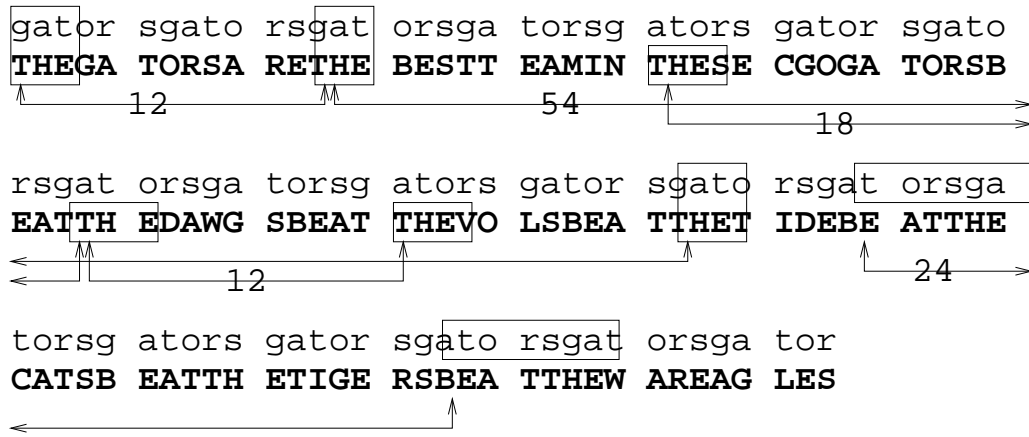 gator sgato rsgat orsga torsg ators gator sgato
THEGA TORSA RETHE BESTT EAMIN THESE CGOGA TORSB
12 54
18
rsgat orsga torsg ators gator sgato rsgat orsga
EATTH EDAWG SBEAT THEVO LSBEA TTHET IDEBE ATTHE
12 24
torsg ators gator sgato rsgat orsga tor
CATSB EATTH ETIGE RSBEA TTHEW AREAG LES